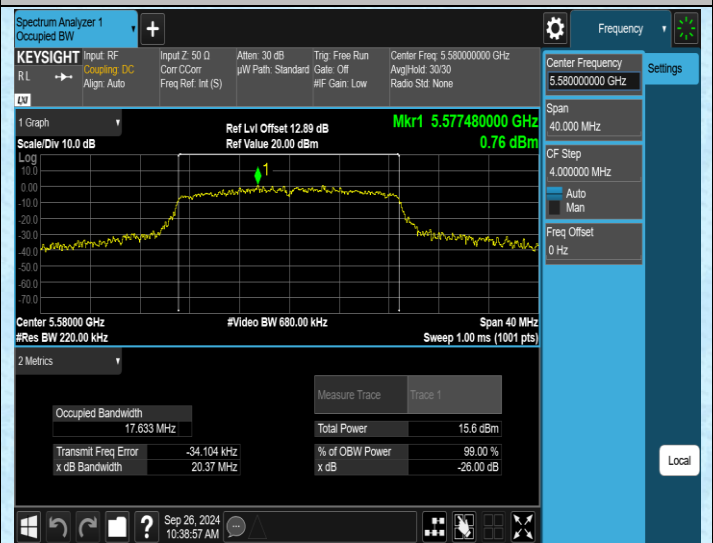 Spectrum Analyzer 1
Occupied BW
+
Frequency
KEYSIGHT
RL
LXI
Input: RF
Coupling: DC
Align: Auto
Input Z: 50 Ω
Corr CCorr
Freq Ref: Int (S)
Atten: 30 dB
µW Path: Standard
Trig: Free Run
Gate: Off
#IF Gain: Low
Center Freq: 5.580000000 GHz
Avg|Hold: 30/30
Radio Std: None
Center Frequency
5.580000000 GHz
Settings
Span
40.000 MHz
CF Step
4.000000 MHz
Auto
Man
Freq Offset
0 Hz
1 Graph
Scale/Div 10.0 dB
Ref Lvl Offset 12.89 dB
Ref Value 20.00 dBm
Mkr1 5.577480000 GHz
0.76 dBm
Log
10.0
0.00
-10.0
-20.0
-30.0
-40.0
-50.0
-60.0
-70.0
1
Center 5.58000 GHz
#Res BW 220.00 kHz
#Video BW 680.00 kHz
Span 40 MHz
Sweep 1.00 ms (1001 pts)
2 Metrics
Measure Trace
Trace 1
Occupied Bandwidth
17.633 MHz
Total Power
15.6 dBm
Transmit Freq Error
-34.104 kHz
% of OBW Power
99.00 %
x dB Bandwidth
20.37 MHz
x dB
-26.00 dB
Local
?
Sep 26, 2024
10:38:57 AM